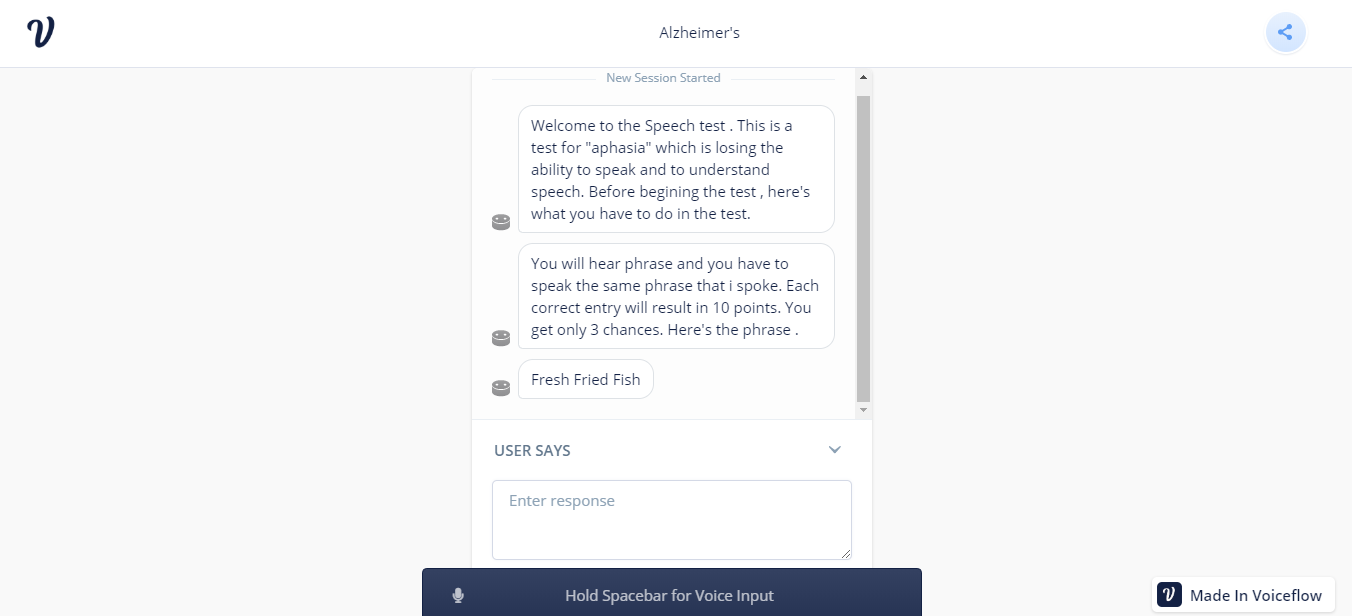 Alzheimer's
New Session Started
Welcome to the Speech test . This is a
test for "aphasia" which is losing the
ability to speak and to understand
speech. Before begining the test , here's
what you have to do in the test.
You will hear phrase and you have to
speak the same phrase that i spoke. Each
correct entry will result in 10 points. You
get only 3 chances. Here's the phrase .
Fresh Fried Fish
USER SAYS
Enter response
Hold Spacebar for Voice Input
Made In Voiceflow